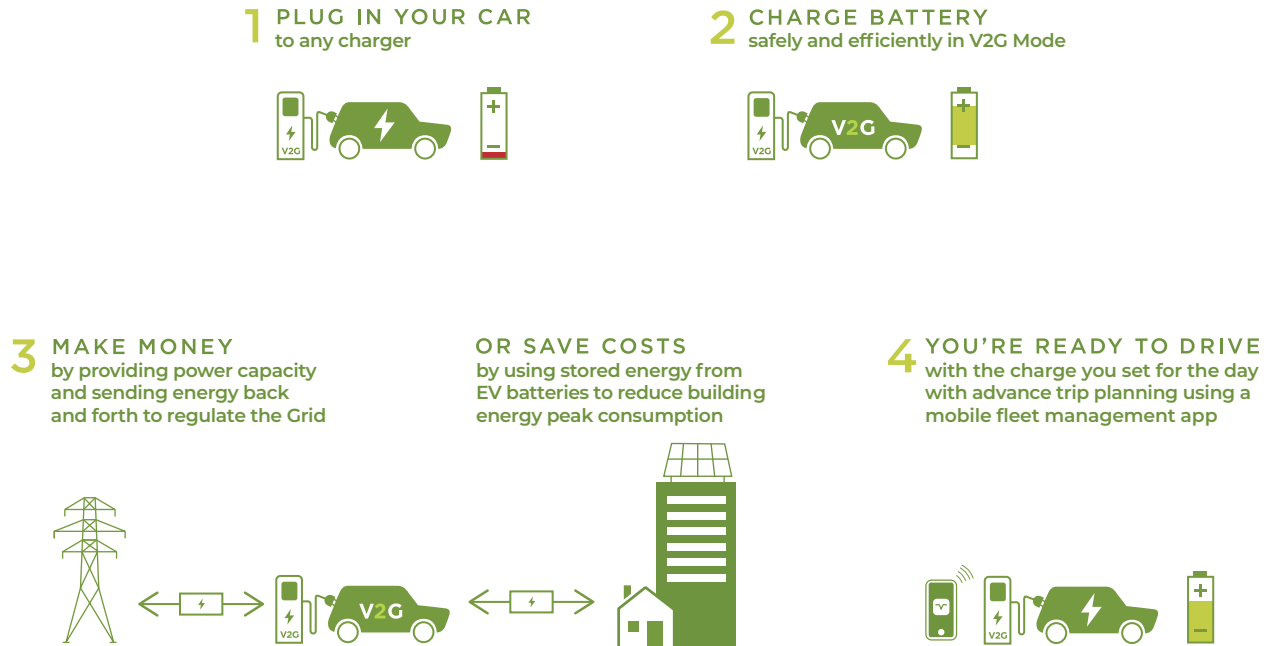 1 PLUG IN YOUR CAR
to any charger
V2G
+
−
2 CHARGE BATTERY
safely and efficiently in V2G Mode
V2G
V2G
+
−
3 MAKE MONEY
by providing power capacity
and sending energy back
and forth to regulate the Grid
OR SAVE COSTS
by using stored energy from
EV batteries to reduce building
energy peak consumption
V2G
V2G
4 YOU'RE READY TO DRIVE
with the charge you set for the day
with advance trip planning using a
mobile fleet management app
V2G
+
−